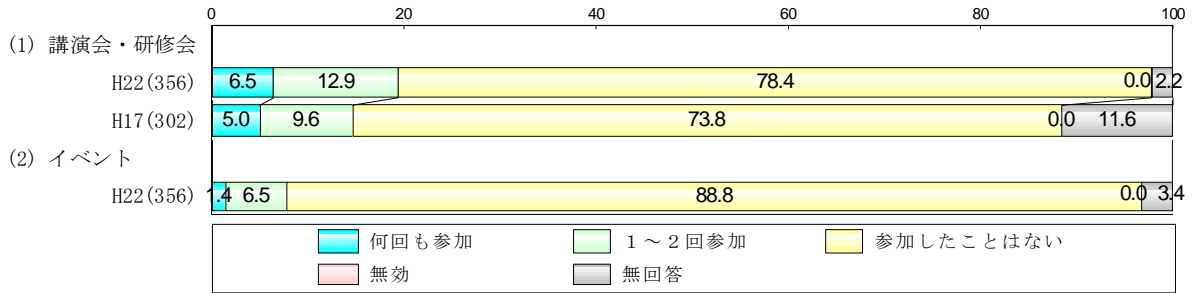 0 20 40 60 80 100
(1) 講演会・研修会
H22(356) 6.5 12.9 78.4 0.0 2.2
H17(302) 5.0 9.6 73.8 0.0 11.6
(2) イベント
H22(356) 1.4 6.5 88.8 0.0 3.4
何回も参加 1～2回参加 参加したことはない
無効 無回答